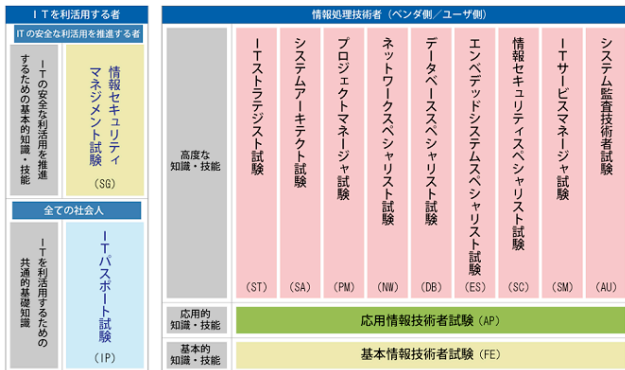 ITを利活用する者
ITの安全な利活用を推進する者
ITの安全な利活用を推進
するための基本的知識・技能
情報セキュリティ
マネジメント試験
(SG)
全ての社会人
ITを利活用するための
共通的基礎知識
ITパスポート試験
(IP)
情報処理技術者（ベンダ側／ユーザ側）
高度な
知識・技能
ITストラテジスト試験
(ST)
システムアーキテクト試験
(SA)
プロジェクトマネージャ試験
(PM)
ネットワークスペシャリスト試験
(NW)
データベーススペシャリスト試験
(DB)
エンベデッドシステムスペシャリスト試験
(ES)
情報セキュリティスペシャリスト試験
(SC)
ITサービスマネージャ試験
(SM)
システム監査技術者試験
(AU)
応用的
知識・技能
応用情報技術者試験(AP)
基本的
知識・技能
基本情報技術者試験(FE)